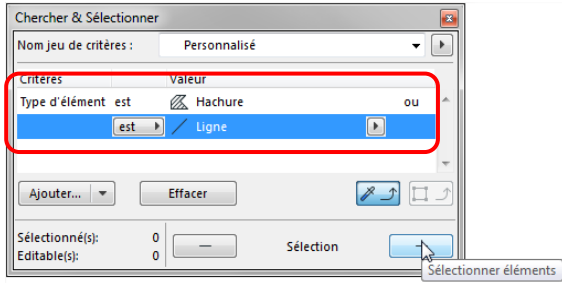 Chercher & Sélectionner
Nom jeu de critères : Personnalisé
Critères Valeur
Type d'élément est Hachure ou
est Ligne
Ajouter... Effacer
Sélectionné(s): 0
Editable(s): 0
Sélection
Sélectionner éléments